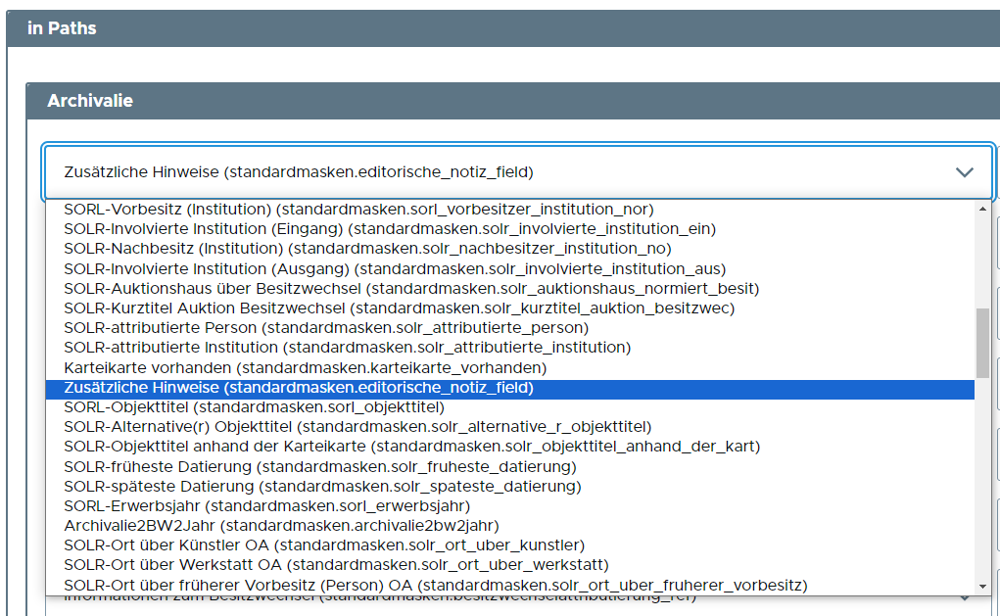 in Paths
Archivalie
Zusätzliche Hinweise (standardmasken.editorische_notiz_field)
SORL-Vorbesitz (Institution) (standardmasken.sorl_vorbesitzer_institution_nor)
SOLR-Involvierte Institution (Eingang) (standardmasken.solr_involvierte_institution_ein)
SOLR-Nachbesitz (Institution) (standardmasken.solr_nachbesitzer_institution_no)
SOLR-Involvierte Institution (Ausgang) (standardmasken.solr_involvierte_institution_aus)
SOLR-Auktionshaus über Besitzwechsel (standardmasken.solr_auktionshaus_normiert_besit)
SOLR-Kurztitel Auktion Besitzwechsel (standardmasken.solr_kurztitel_auktion_besitzwec)
SOLR-attributierte Person (standardmasken.solr_attributierte_person)
SOLR-attributierte Institution (standardmasken.solr_attributierte_institution)
Karteikarte vorhanden (standardmasken.karteikarte_vorhanden)
Zusätzliche Hinweise (standardmasken.editorische_notiz_field)
SORL-Objekttitel (standardmasken.sorl_objekttitel)
SOLR-Alternative(r) Objekttitel (standardmasken.solr_alternative_r_objekttitel)
SOLR-Objekttitel anhand der Karteikarte (standardmasken.solr_objekttitel_anhand_der_kart)
SOLR-früheste Datierung (standardmasken.solr_fruheste_datierung)
SOLR-späteste Datierung (standardmasken.solr_spateste_datierung)
SORL-Erwerbsjahr (standardmasken.sorl_erwerbsjahr)
Archivalie2BW2Jahr (standardmasken.archivalie2bw2jahr)
SOLR-Ort über Künstler OA (standardmasken.solr_ort_uber_kunstler)
SOLR-Ort über Werkstatt OA (standardmasken.solr_ort_uber_werkstatt)
SOLR-Ort über früherer Vorbesitz (Person) OA (standardmasken.solr_ort_uber_fruherer_vorbesitz)
Informationen zum Besitzwechsel (standardmasken.besitzwechselattributierung_ref)